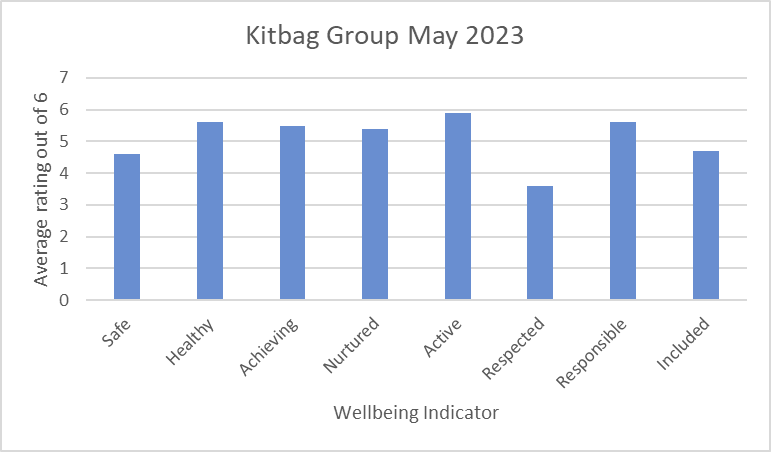 Kitbag Group May 2023
Average rating out of 6
7
6
5
4
3
2
1
0
Safe
Healthy
Achieving
Nurtured
Active
Respected
Responsible
Included
Wellbeing Indicator